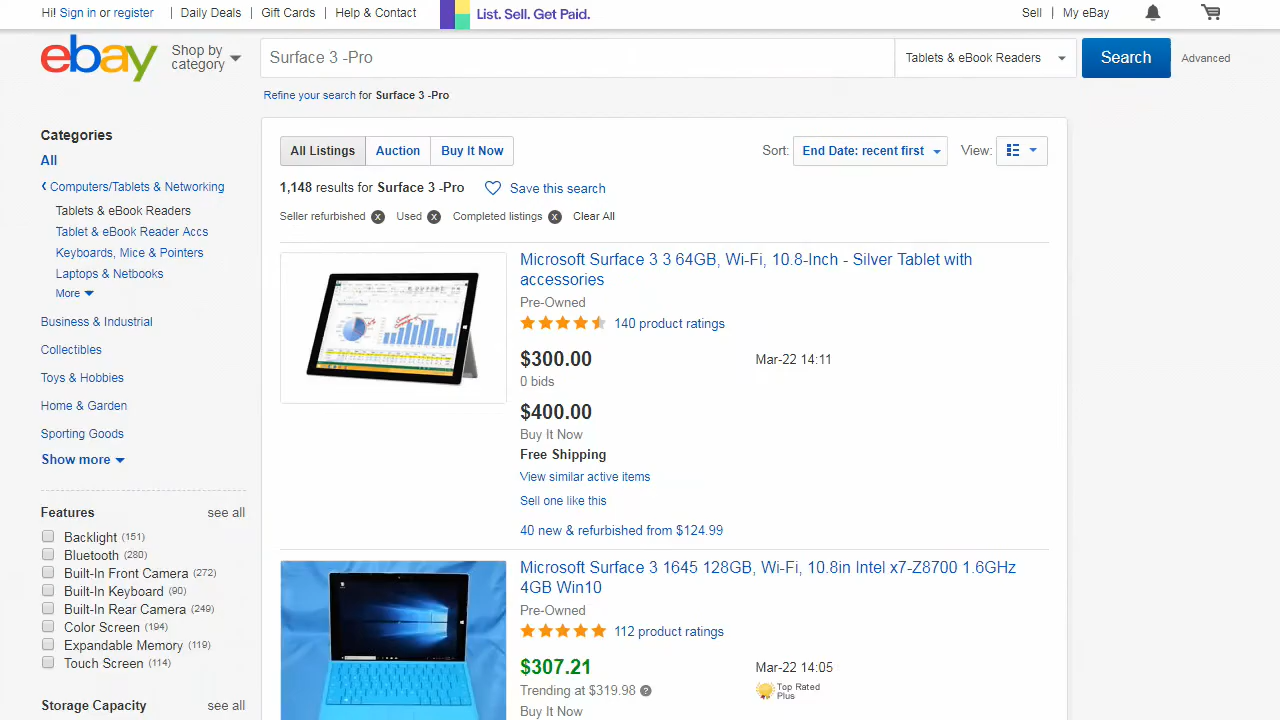 Hi! Sign in or register | Daily Deals | Gift Cards | Help & Contact
List. Sell. Get Paid.
Sell | My eBay
ebay
Shop by
category
Surface 3 -Pro
Tablets & eBook Readers
Search
Advanced
Refine your search for Surface 3 -Pro
Categories
All
Computers/Tablets & Networking
Tablets & eBook Readers
Tablet & eBook Reader Accs
Keyboards, Mice & Pointers
Laptops & Netbooks
More
Business & Industrial
Collectibles
Toys & Hobbies
Home & Garden
Sporting Goods
Show more
Features see all
Backlight (151)
Bluetooth (280)
Built-In Front Camera (272)
Built-In Keyboard (90)
Built-In Rear Camera (249)
Color Screen (194)
Expandable Memory (119)
Touch Screen (114)
Storage Capacity see all
All Listings Auction Buy It Now
Sort: End Date: recent first View:
1,148 results for Surface 3 -Pro Save this search
Seller refurbished x Used x Completed listings x Clear All
Microsoft Surface 3 3 64GB, Wi-Fi, 10.8-Inch - Silver Tablet with
accessories
Pre-Owned
140 product ratings
$300.00 Mar-22 14:11
0 bids
$400.00
Buy It Now
Free Shipping
View similar active items
Sell one like this
40 new & refurbished from $124.99
Microsoft Surface 3 1645 128GB, Wi-Fi, 10.8in Intel x7-Z8700 1.6GHz
4GB Win10
Pre-Owned
112 product ratings
$307.21 Mar-22 14:05
Trending at $319.98 ?
Top Rated
Plus
Buy It Now